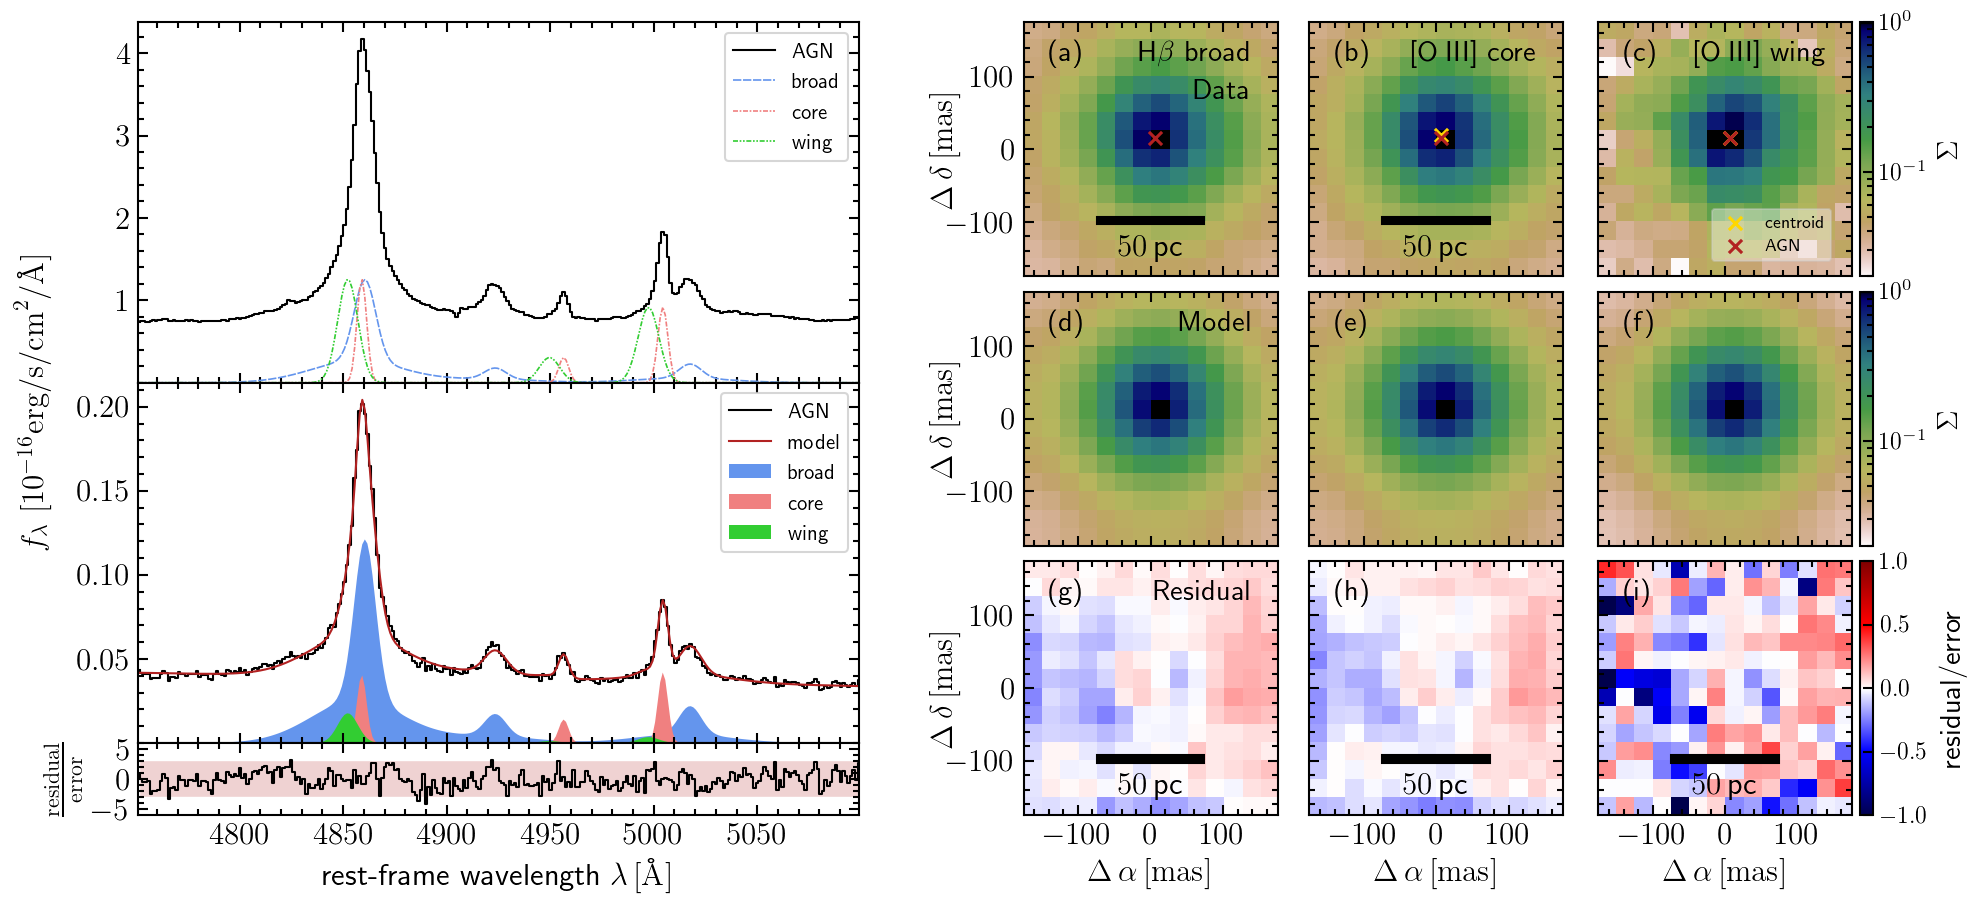 f_λ [10^−16 erg/s/cm^2/Å]
4
3
2
1
AGN
broad
core
wing
0.20
0.15
0.10
0.05
AGN
model
broad
core
wing
residual
error
5
0
−5
4800 4850 4900 4950 5000 5050
rest-frame wavelength λ [Å]
(a) Hβ broad
Data
50 pc
(b) [O III] core
50 pc
(c) [O III] wing
centroid
AGN
Δ δ [mas]
100
0
−100
10^0
10^−1
Σ
(d) Model
(e)
(f)
Δ δ [mas]
100
0
−100
10^0
10^−1
Σ
(g) Residual
50 pc
(h)
50 pc
(i)
50 pc
Δ δ [mas]
100
0
−100
1.0
0.5
0.0
−0.5
−1.0
residual/error
−100 0 100
−100 0 100
−100 0 100
Δ α [mas]
Δ α [mas]
Δ α [mas]